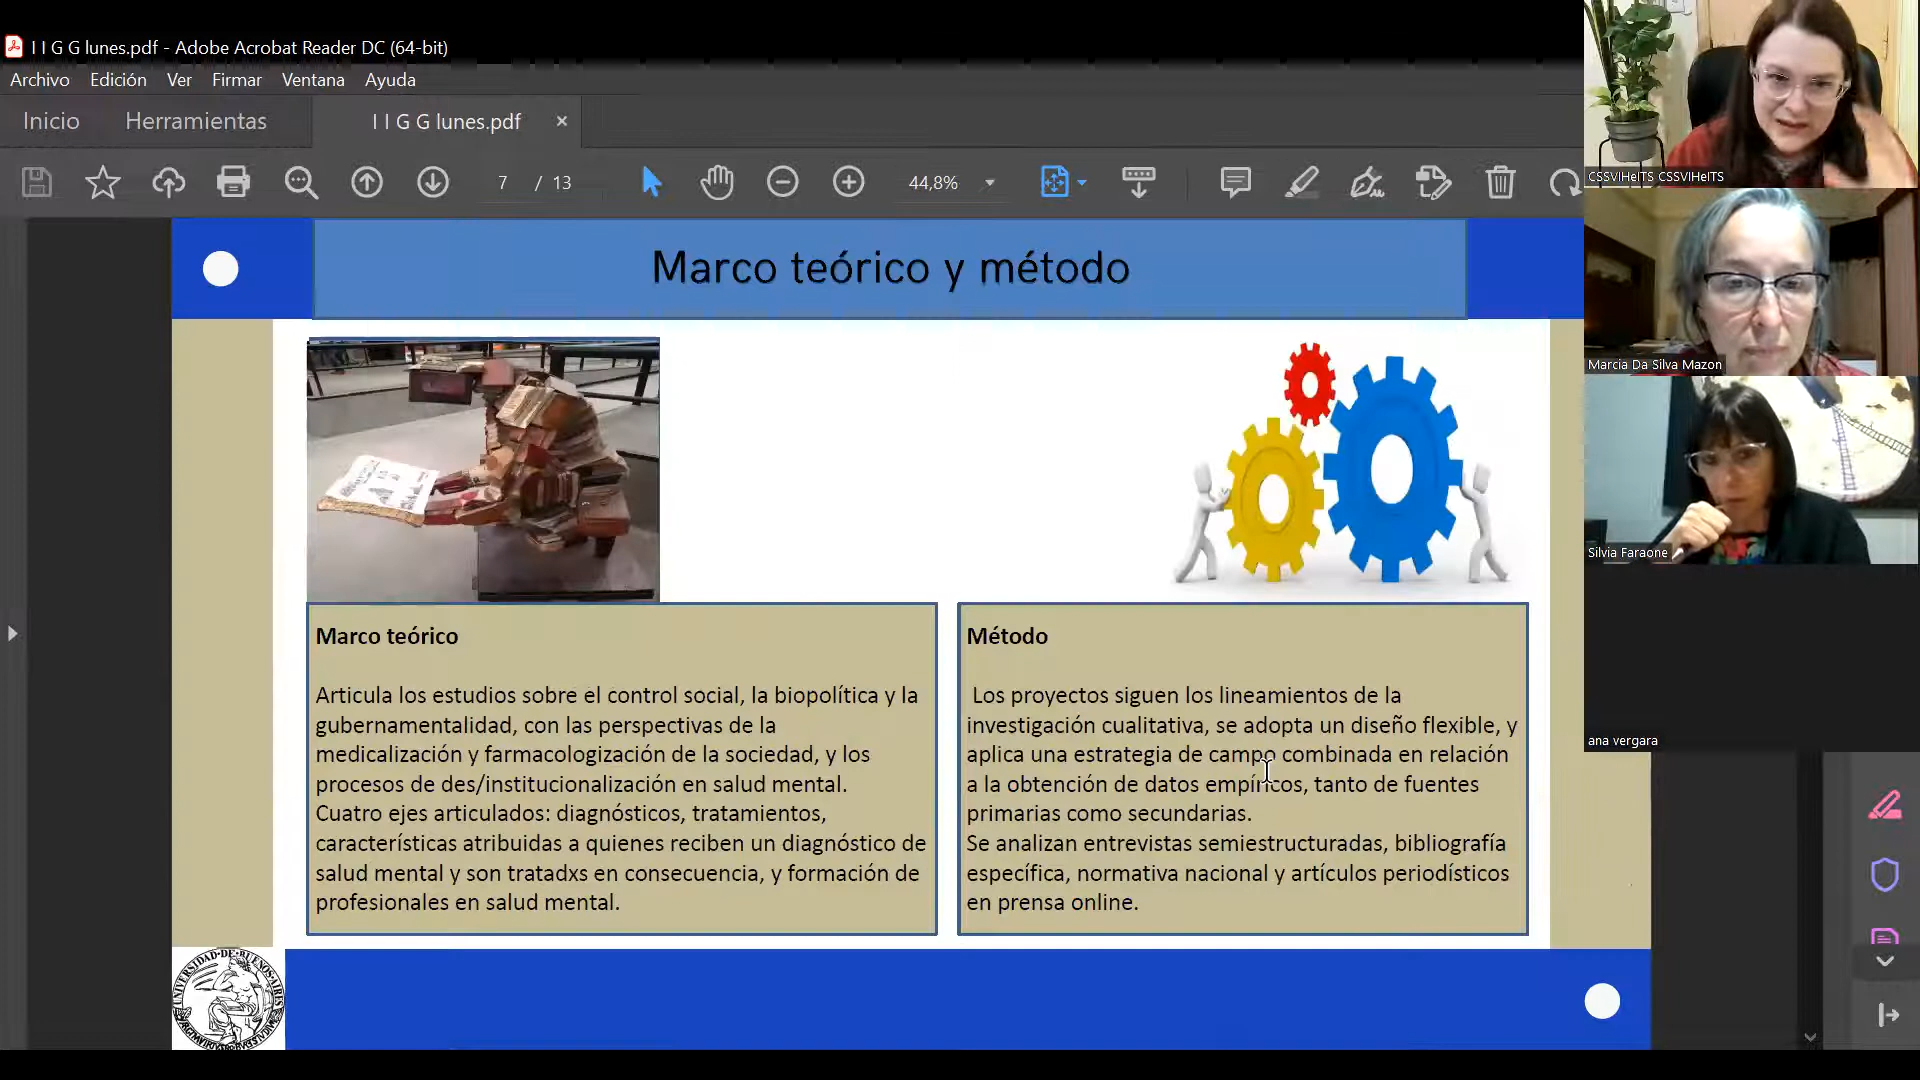 I I G G lunes.pdf - Adobe Acrobat Reader DC (64-bit)
Archivo Edición Ver Firmar Ventana Ayuda
Inicio Herramientas I I G G lunes.pdf ×
7 / 13 44,8%
Marco teórico y método
Marco teórico
Articula los estudios sobre el control social, la biopolítica y la
gubernamentalidad, con las perspectivas de la
medicalización y farmacologización de la sociedad, y los
procesos de des/institucionalización en salud mental.
Cuatro ejes articulados: diagnósticos, tratamientos,
características atribuidas a quienes reciben un diagnóstico de
salud mental y son tratadxs en consecuencia, y formación de
profesionales en salud mental.
Método
Los proyectos siguen los lineamientos de la
investigación cualitativa, se adopta un diseño flexible, y
aplica una estrategia de campo combinada en relación
a la obtención de datos empíricos, tanto de fuentes
primarias como secundarias.
Se analizan entrevistas semiestructuradas, bibliografía
específica, normativa nacional y artículos periodísticos
en prensa online.
CSSVIHeITS CSSVIHeITS
Marcia Da Silva Mazon
Silvia Faraone
ana vergara
UNIVERSIDAD·DE·BUENOS·AIRES